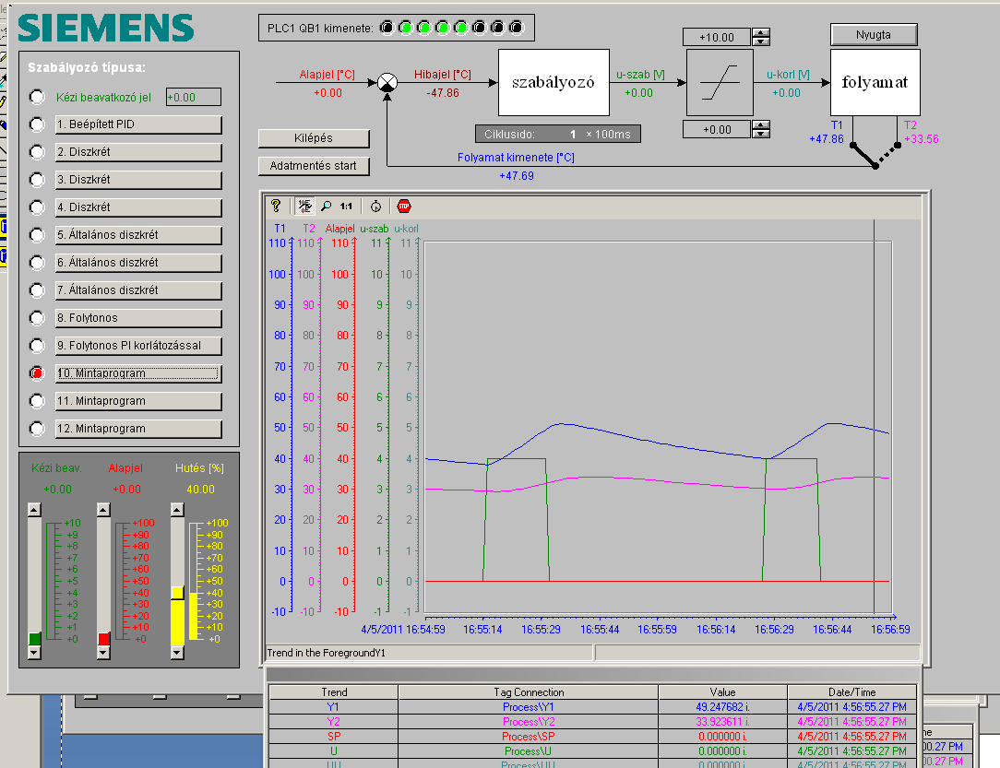 SIEMENS
Szabályozó típusa:
Kézi beavatkozó jel +0.00
1. Beépített PID
2. Diszkrét
3. Diszkrét
4. Diszkrét
5. Általános diszkrét
6. Általános diszkrét
7. Általános diszkrét
8. Folytonos
9. Folytonos PI korlátozással
10. Mintaprogram
11. Mintaprogram
12. Mintaprogram
Kézi beav. Alapjel Hutés [%]
+0.00 +0.00 40.00
+10 +100 +100
+9 +90 +90
+8 +80 +80
+7 +70 +70
+6 +60 +60
+5 +50 +50
+4 +40 +40
+3 +30 +30
+2 +20 +20
+1 +10 +10
+0 +0 +0
PLC1 QB1 kimenete:
+10.00
Nyugta
Alapjel [°C] Hibajel [°C] szabályozó u-szab [V] u-korl [V] folyamat
+0.00 -47.86 +0.00 +0.00
Kilépés
Ciklusido: 1 × 100ms
+0.00
T1 T2
+47.86 +33.56
Adatmentés start
Folyamat kimenete [°C]
+47.69
1:1
STOP
T1 T2 Alapjel u-szab u-korl
110 110 110 11 11
100 100 100 10 10
90 90 90 9 9
80 80 80 8 8
70 70 70 7 7
60 60 60 6 6
50 50 50 5 5
40 40 40 4 4
30 30 30 3 3
20 20 20 2 2
10 10 10 1 1
0 0 0 0 0
-10 -10 -10 -1 -1
4/5/2011 16:54:59 16:55:14 16:55:29 16:55:44 16:55:59 16:56:14 16:56:29 16:56:44 16:56:59
Trend in the ForegroundY1
Trend Tag Connection Value Date/Time
Y1 Process\Y1 49.247682 i. 4/5/2011 4:56:55.27 PM
Y2 Process\Y2 33.923611 i. 4/5/2011 4:56:55.27 PM
SP Process\SP 0.000000 i. 4/5/2011 4:56:55.27 PM
U Process\U 0.000000 i. 4/5/2011 4:56:55.27 PM
UU Process\UU 0.000000 i. 4/5/2011 4:56:55.27 PM
ne
00.27 PM
00.27 PM